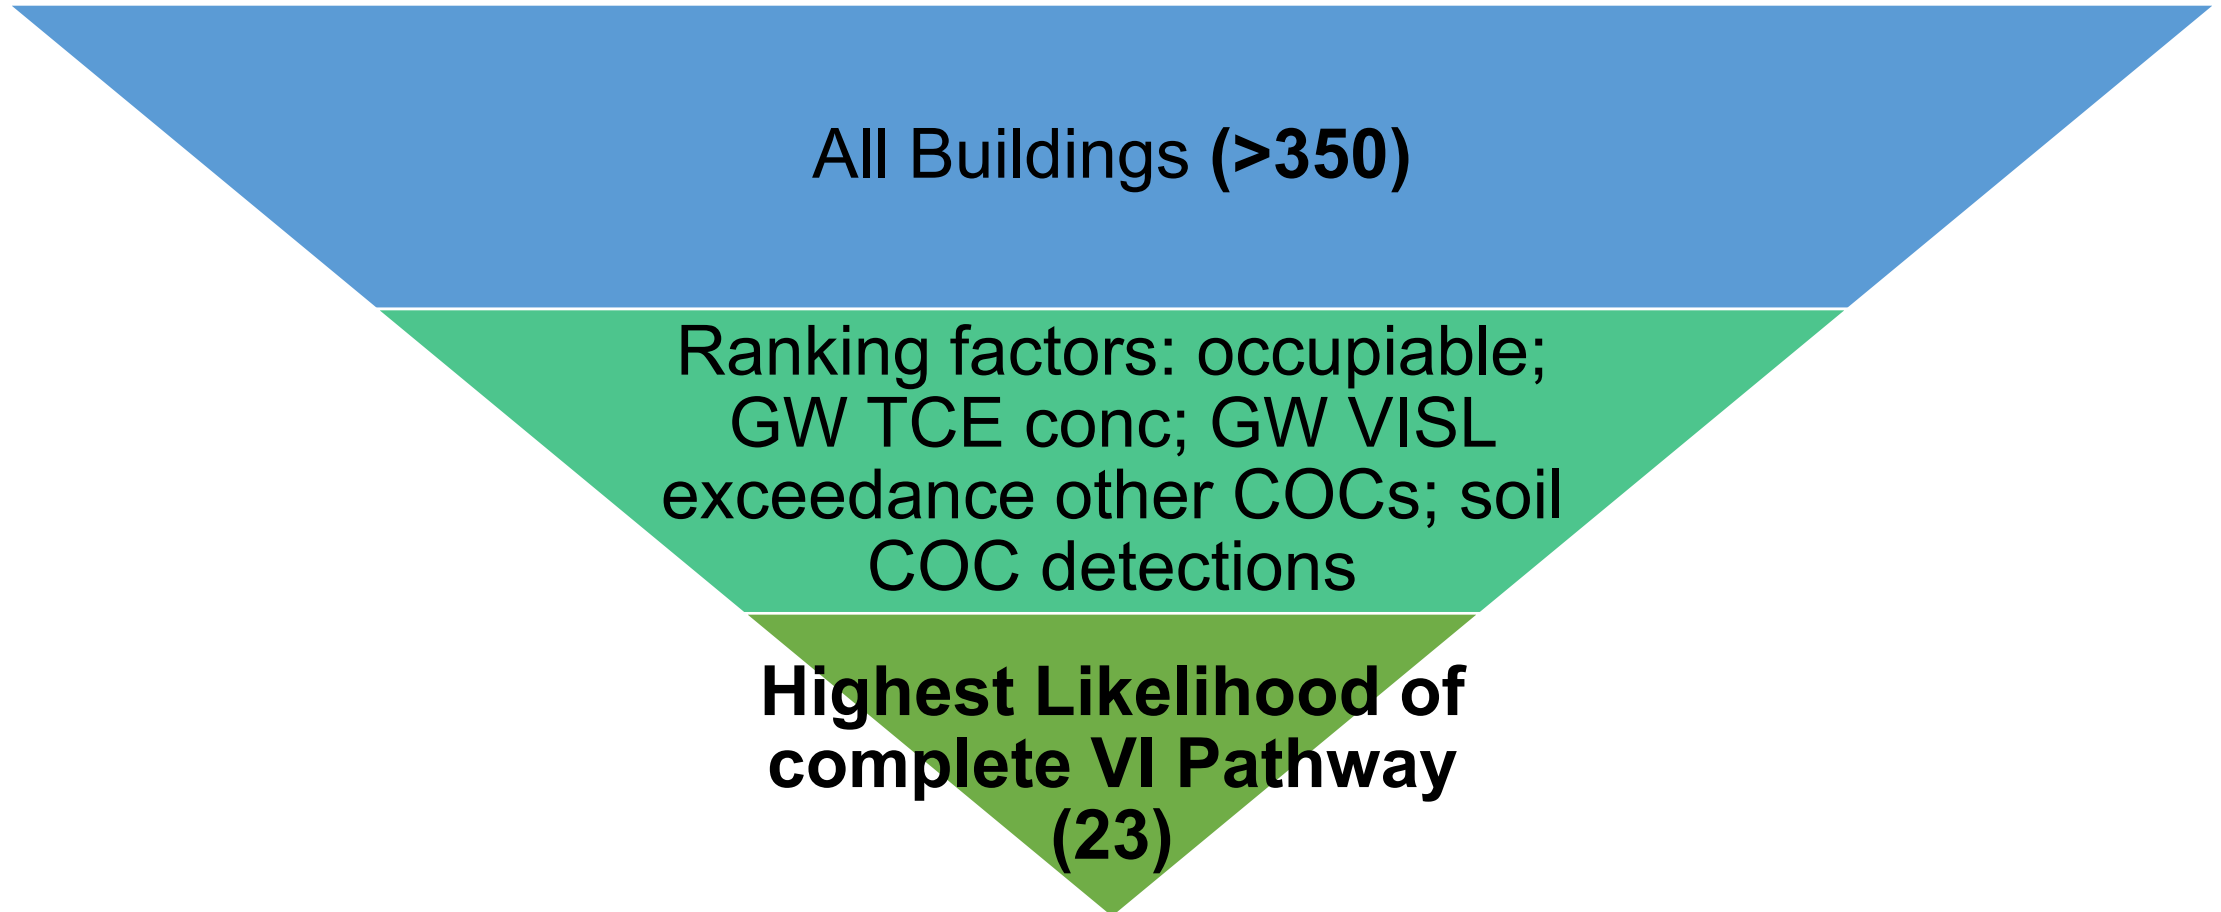 All Buildings (>350)
Ranking factors: occupiable;
GW TCE conc; GW VISL
exceedance other COCs; soil
COC detections
Highest Likelihood of
complete VI Pathway
(23)